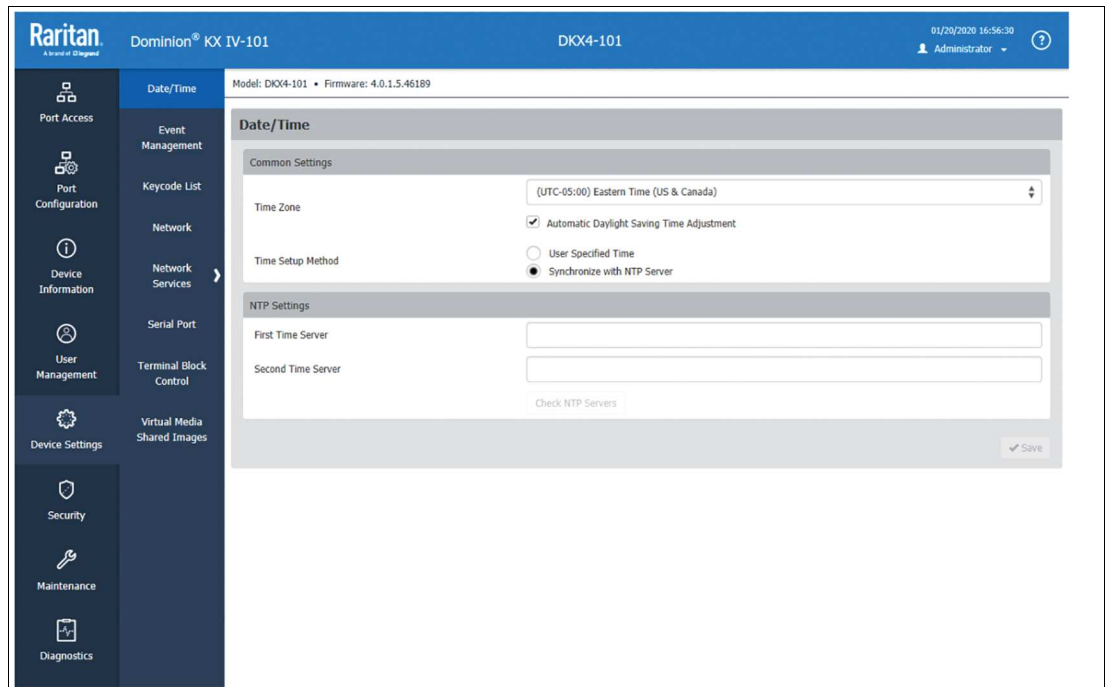 Raritan.
A brand of Legrand
Dominion® KX IV-101
DKX4-101
01/20/2020 16:56:30
Administrator
?
Port Access
Port
Configuration
Device
Information
User
Management
Device Settings
Security
Maintenance
Diagnostics
Date/Time
Event
Management
Keycode List
Network
Network
Services
Serial Port
Terminal Block
Control
Virtual Media
Shared Images
Model: DKX4-101 • Firmware: 4.0.1.5.46189
Date/Time
Common Settings
Time Zone
(UTC-05:00) Eastern Time (US & Canada)
Automatic Daylight Saving Time Adjustment
Time Setup Method
User Specified Time
Synchronize with NTP Server
NTP Settings
First Time Server
Second Time Server
Check NTP Servers
Save